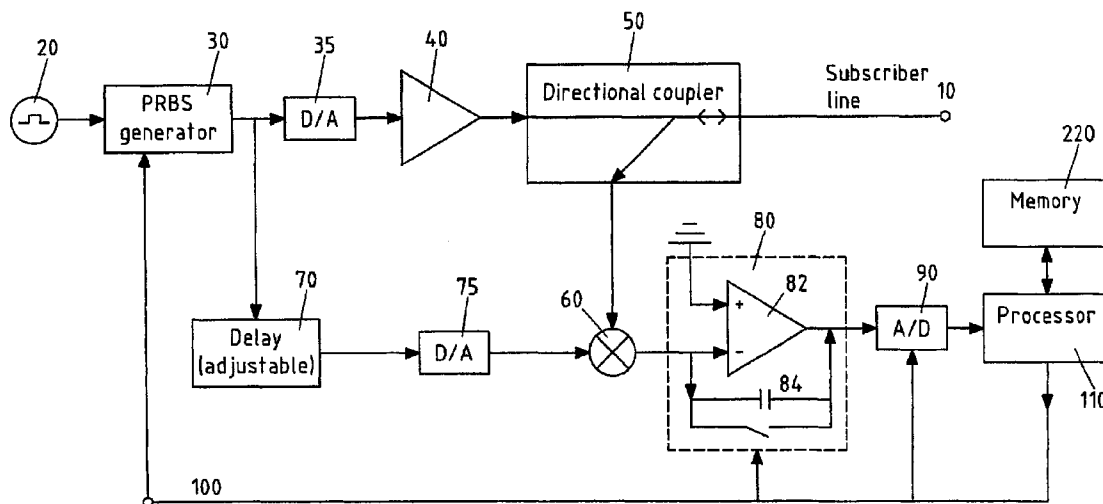 20
30
35
40
50
PRBS
generator
D/A
Directional coupler
Subscriber
line
10
220
Memory
70
Delay
(adjustable)
75
D/A
60
80
82
+
-
84
90
A/D
Processor
110
100